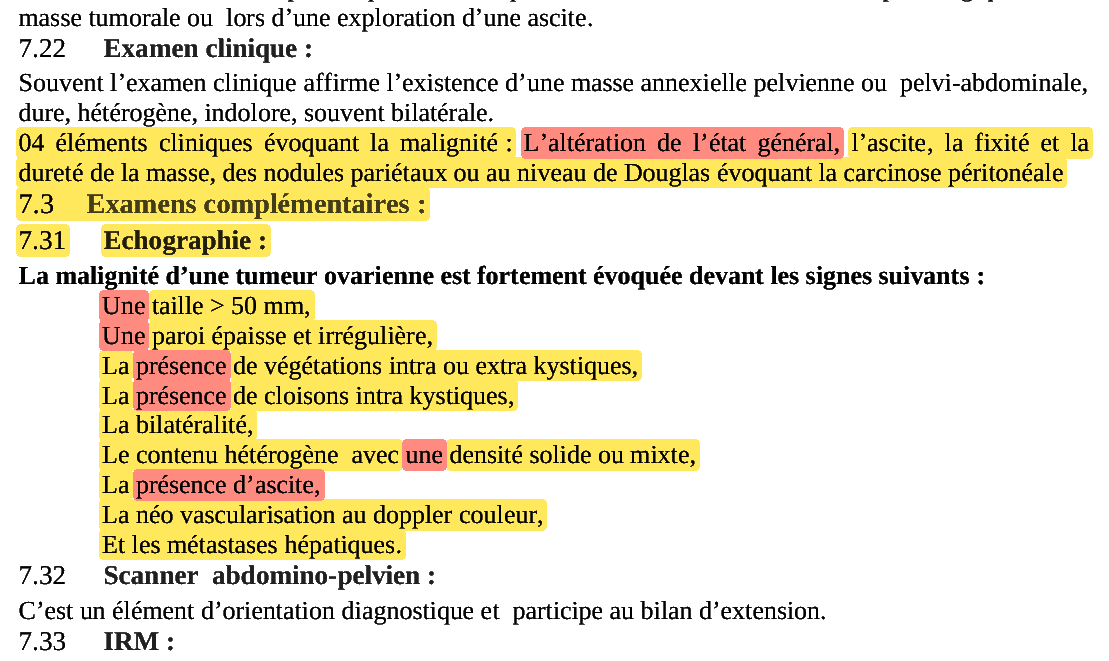 masse tumorale ou lors d’une exploration d’une ascite.
7.22 Examen clinique :
Souvent l’examen clinique affirme l’existence d’une masse annexielle pelvienne ou pelvi-abdominale,
dure, hétérogène, indolore, souvent bilatérale.
04 éléments cliniques évoquant la malignité : L’altération de l’état général, l’ascite, la fixité et la
dureté de la masse, des nodules pariétaux ou au niveau de Douglas évoquant la carcinose péritonéale
7.3 Examens complémentaires :
7.31 Echographie :
La malignité d’une tumeur ovarienne est fortement évoquée devant les signes suivants :
Une taille > 50 mm,
Une paroi épaisse et irrégulière,
La présence de végétations intra ou extra kystiques,
La présence de cloisons intra kystiques,
La bilatéralité,
Le contenu hétérogène avec une densité solide ou mixte,
La présence d’ascite,
La néo vascularisation au doppler couleur,
Et les métastases hépatiques.
7.32 Scanner abdomino-pelvien :
C’est un élément d’orientation diagnostique et participe au bilan d’extension.
7.33 IRM :